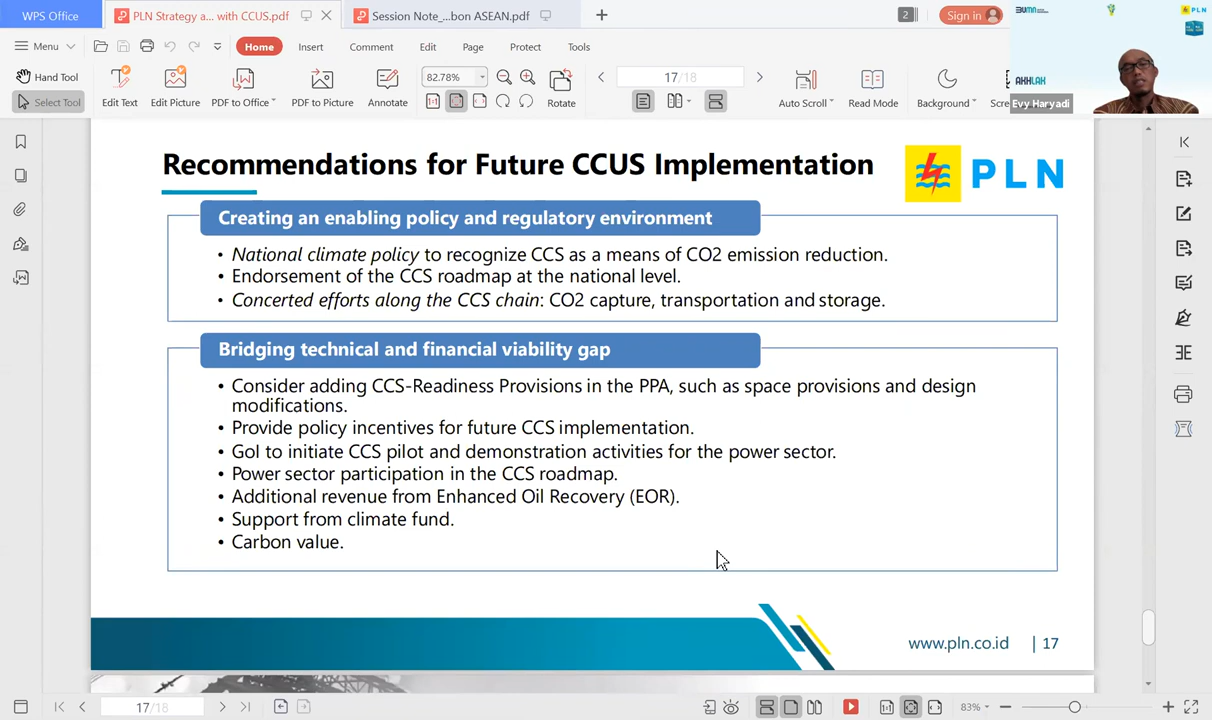 WPS Office
PLN Strategy a... with CCUS.pdf
Session Note_...bon ASEAN.pdf
2
Sign in
BUMN
PLN
AKHLAK
Evy Haryadi
Menu
Home
Insert
Comment
Edit
Page
Protect
Tools
Hand Tool
Select Tool
Edit Text
Edit Picture
PDF to Office
PDF to Picture
Annotate
82.78%
Rotate
17/18
Auto Scroll
Read Mode
Background
Scre
Recommendations for Future CCUS Implementation
PLN
Creating an enabling policy and regulatory environment
• National climate policy to recognize CCS as a means of CO2 emission reduction.
• Endorsement of the CCS roadmap at the national level.
• Concerted efforts along the CCS chain: CO2 capture, transportation and storage.
Bridging technical and financial viability gap
• Consider adding CCS-Readiness Provisions in the PPA, such as space provisions and design
modifications.
• Provide policy incentives for future CCS implementation.
• GoI to initiate CCS pilot and demonstration activities for the power sector.
• Power sector participation in the CCS roadmap.
• Additional revenue from Enhanced Oil Recovery (EOR).
• Support from climate fund.
• Carbon value.
www.pln.co.id | 17
17/18
83%